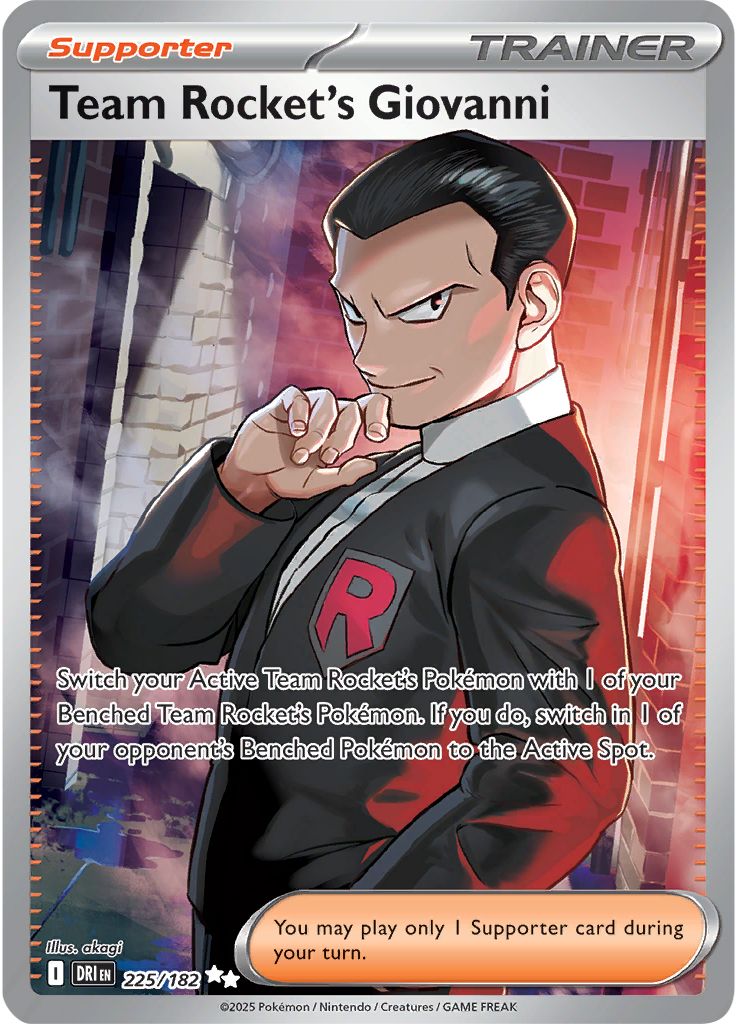 Supporter
TRAINER
Team Rocket's Giovanni
R
Switch your Active Team Rocket's Pokémon with 1 of your
Benched Team Rocket's Pokémon. If you do, switch in 1 of
your opponent's Benched Pokémon to the Active Spot.
You may play only 1 Supporter card during
your turn.
Illus. akagi
I DRI EN 225/182 ★★
©2025 Pokémon / Nintendo / Creatures / GAME FREAK